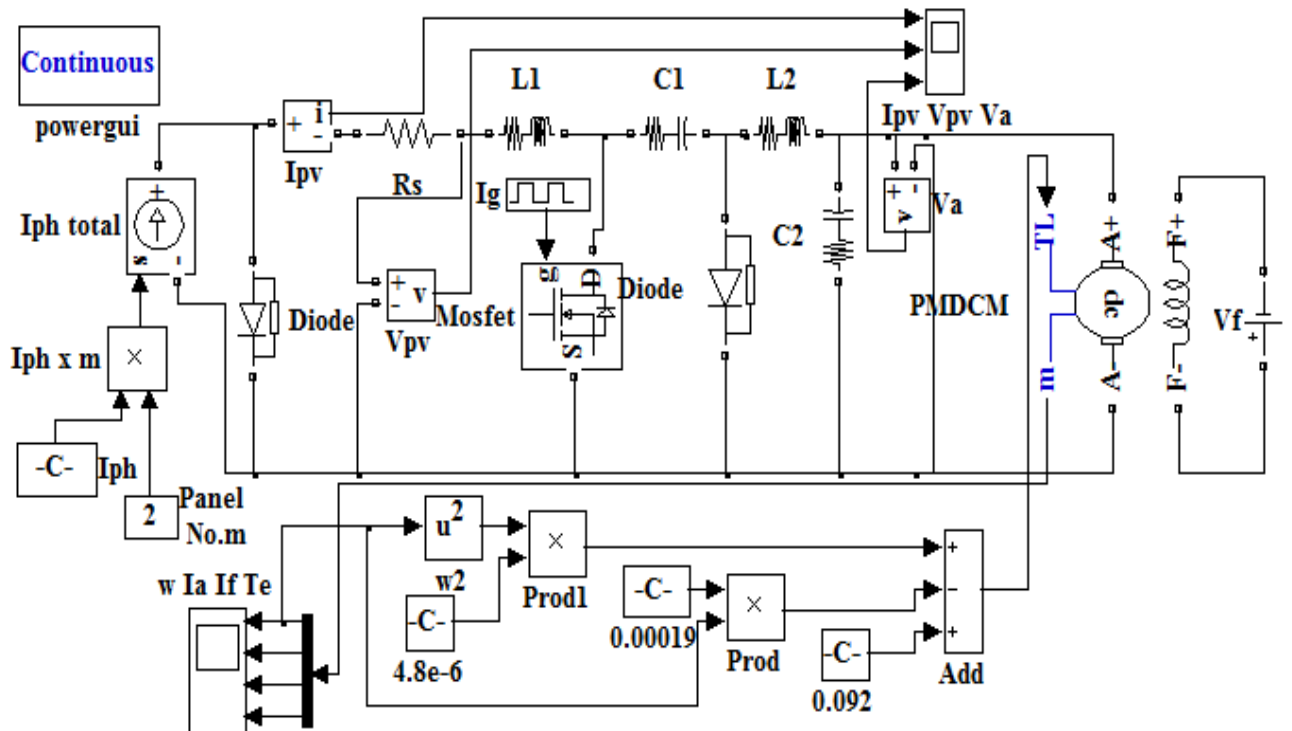 Continuous
powergui
Iph total
+
s
-
Iph x m
×
-C-
Iph
2
Panel
No.m
Diode
+
i
-
Ipv
Rs
+
v
-
Vpv
L1
Ig
g
D
S
Mosfet
Diode
C1
L2
C2
Ipv Vpv Va
+
-
v
Va
PMDCM
TL
m
A+
dc
A-
F+
F-
Vf
+
w Ia If Te
u2
w2
-C-
4.8e-6
×
Prod1
-C-
0.00019
×
Prod
-C-
0.092
+
-
+
Add